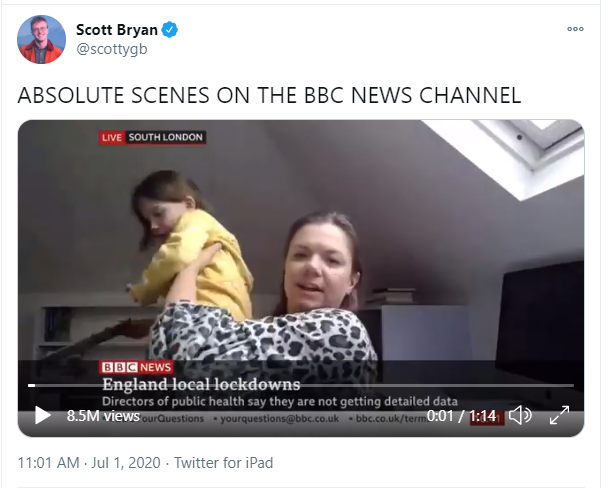 Scott Bryan
@scottygb
ABSOLUTE SCENES ON THE BBC NEWS CHANNEL
LIVE SOUTH LONDON
BBC NEWS
England local lockdowns
Directors of public health say they are not getting detailed data
8.5M views
ourQuestions • yourquestions@bbc.co.uk • bbc.co.uk/term
0:01 / 1:14
11:01 AM · Jul 1, 2020 · Twitter for iPad